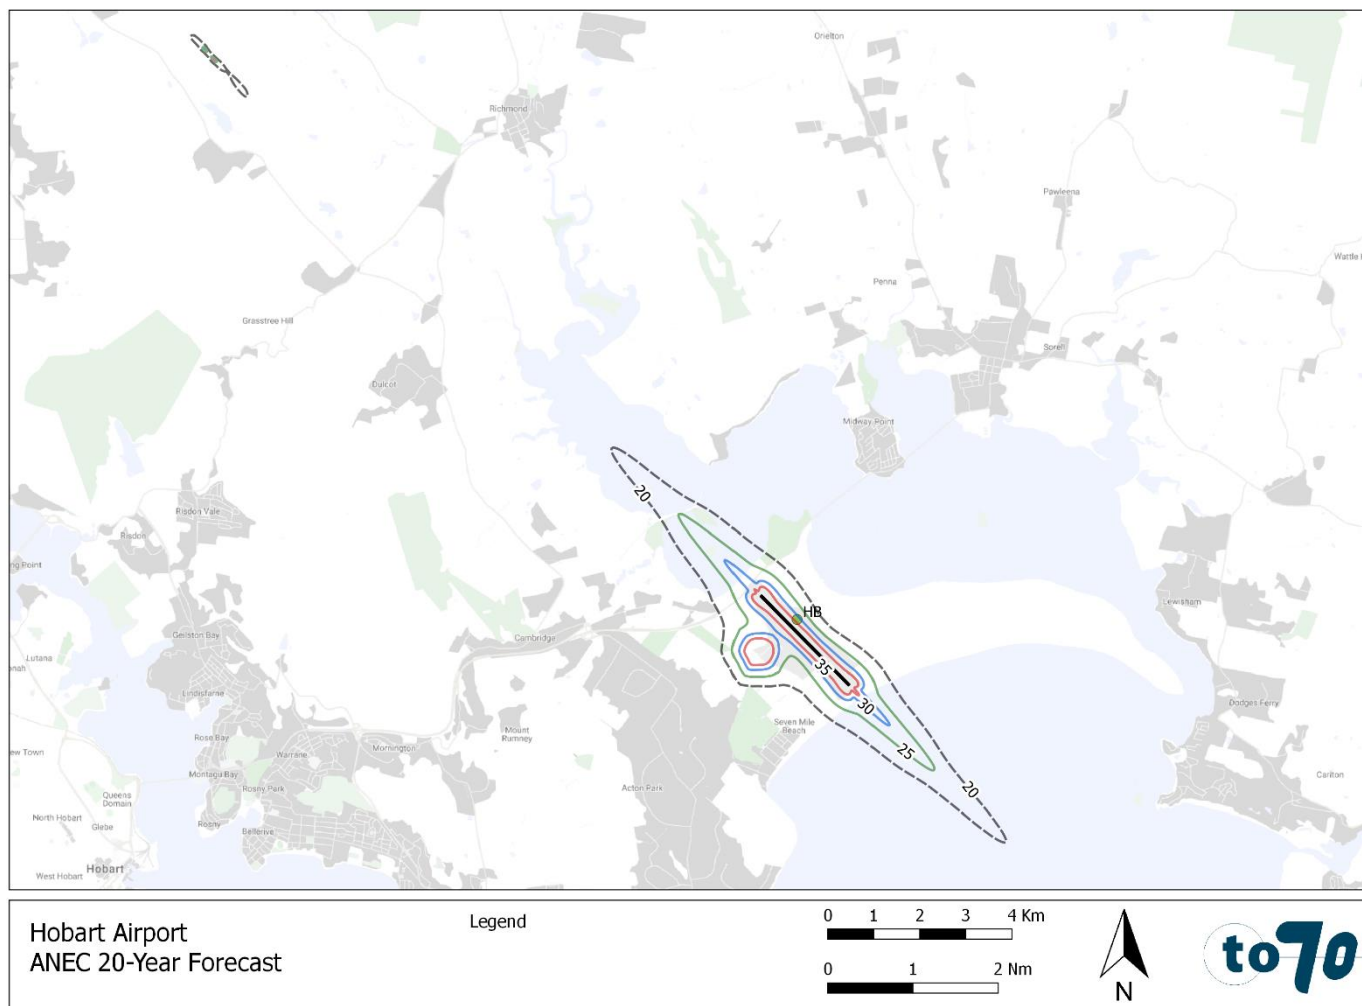 Orielton
Richmond
Pawleena
Wattle
Penna
Grasstree Hill
Sorell
Dulcot
Midway Point
20
Risdon Vale
Risdon
ng Point
HB
Lewisham
Cambridge
Geilston Bay
Lutana
nah
35
Lindisfarne
30
Dodges Ferry
Seven Mile
Beach
Mount
Rumney
Rose Bay
ew Town
Mornington
Warrane
25
Montagu Bay
Carlton
Rosny Park
Acton Park
20
Queens
Domain
North Hobart
Glebe
Rosny
Bellerive
Hobart
West Hobart
Hobart Airport
ANEC 20-Year Forecast
Legend
0 1 2 3 4 Km
0 1 2 Nm
N
to70